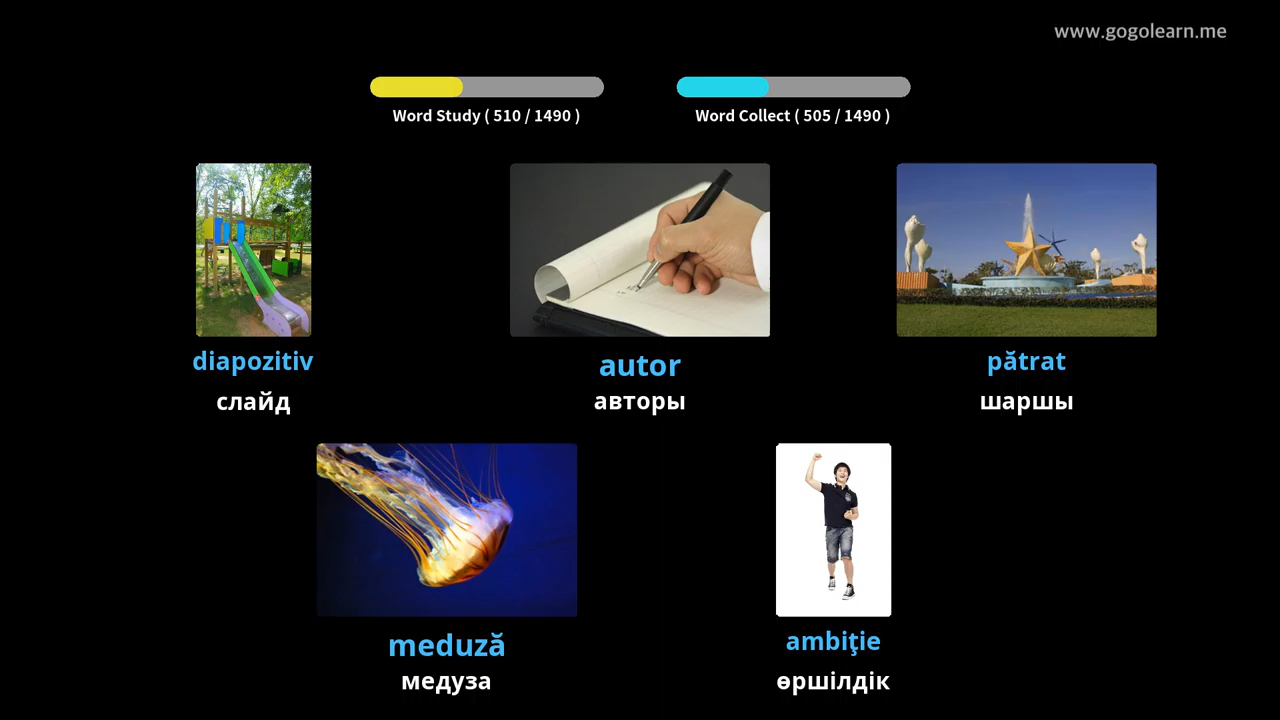 www.gogolearn.me
Word Study ( 510 / 1490 )
Word Collect ( 505 / 1490 )
diapozitiv
слайд
autor
авторы
pătrat
шаршы
meduză
медуза
ambiţie
өршілдік